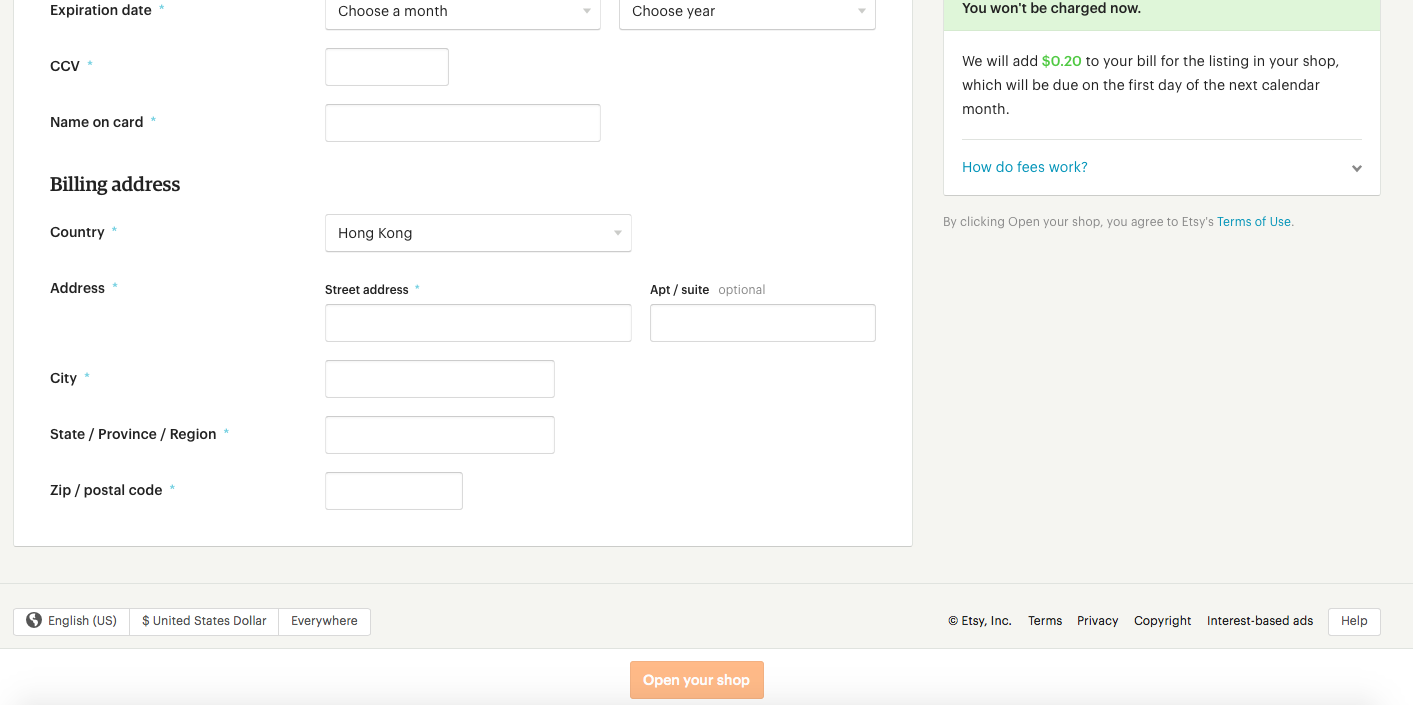 Expiration date * Choose a month Choose year
CCV *
Name on card *
Billing address
Country * Hong Kong
Address * Street address * Apt / suite optional
City *
State / Province / Region *
Zip / postal code *
You won't be charged now.
We will add $0.20 to your bill for the listing in your shop,
which will be due on the first day of the next calendar
month.
How do fees work?
By clicking Open your shop, you agree to Etsy's Terms of Use.
English (US) $ United States Dollar Everywhere
© Etsy, Inc. Terms Privacy Copyright Interest-based ads Help
Open your shop